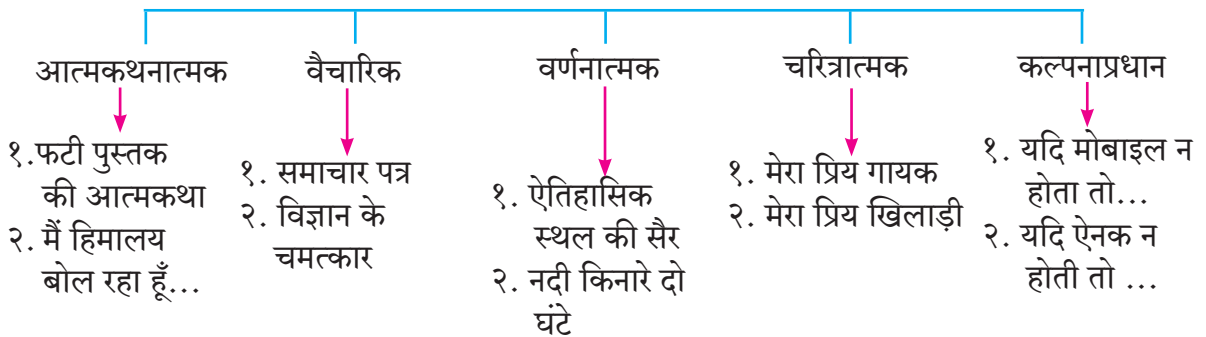 आत्मकथनात्मक
वैचारिक
वर्णनात्मक
चरित्रात्मक
कल्पनाप्रधान
१.फटी पुस्तक
की आत्मकथा
२. मैं हिमालय
बोल रहा हूँ...
१. समाचार पत्र
२. विज्ञान के
चमत्कार
१. ऐतिहासिक
स्थल की सैर
२. नदी किनारे दो
घंटे
१. मेरा प्रिय गायक
२. मेरा प्रिय खिलाड़ी
१. यदि मोबाइल न
होता तो...
२. यदि ऐनक न
होती तो ...